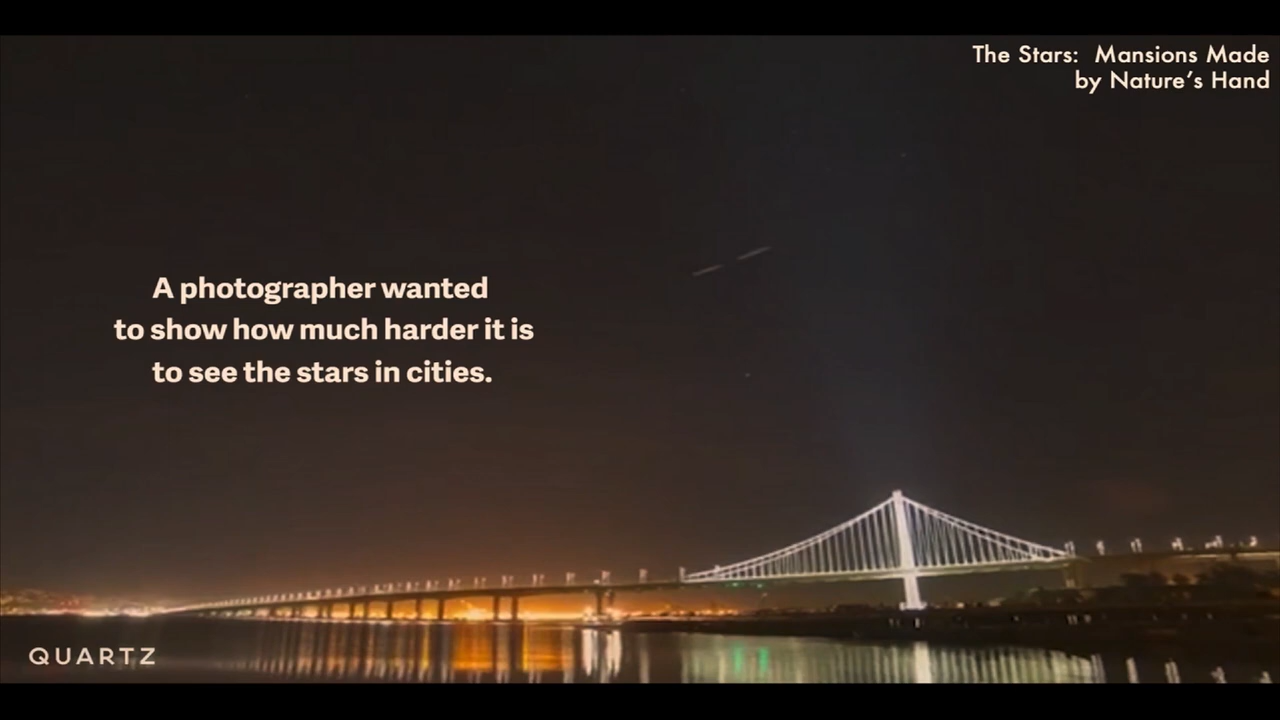 The Stars:  Mansions Made
by Nature's Hand
A photographer wanted
to show how much harder it is
to see the stars in cities.
QUARTZ